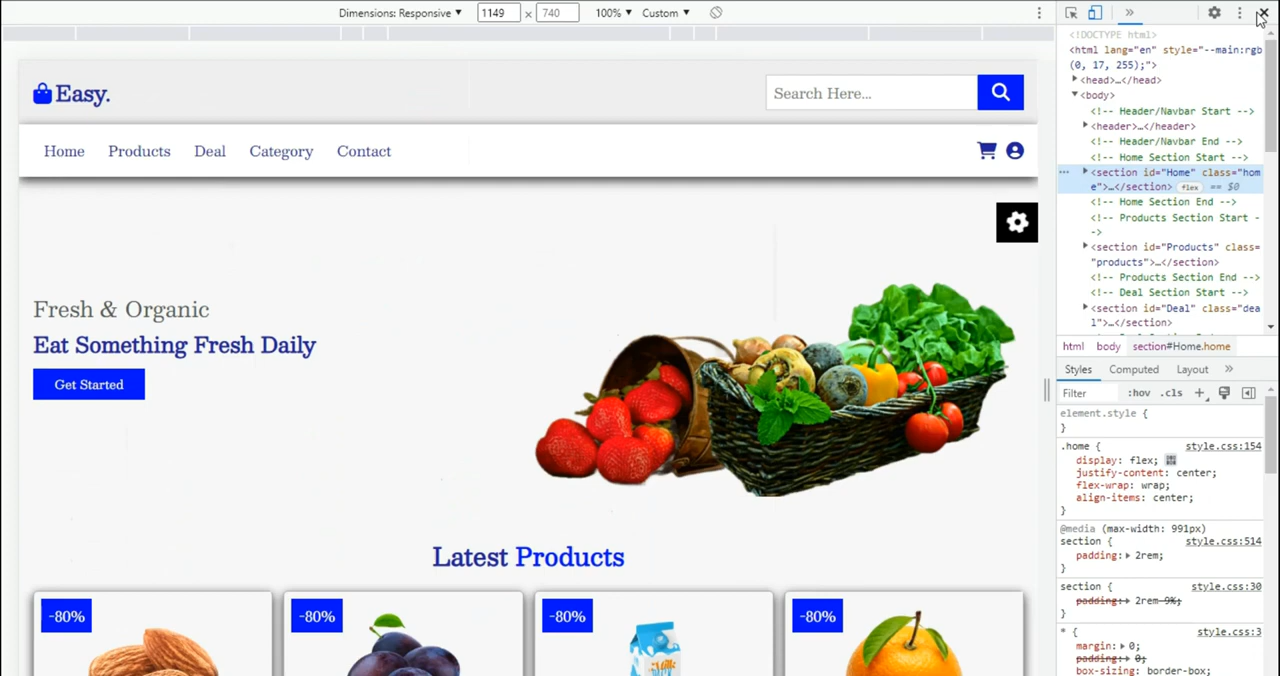 Dimensions: Responsive ▼ 1149 × 740 100% ▼ Custom ▼
Easy.
Search Here...
Home Products Deal Category Contact
Fresh & Organic
Eat Something Fresh Daily
Get Started
Latest Products
-80% -80% -80% -80%
Milk
»
<!DOCTYPE html>
<html lang="en" style="--main:rgb
(0, 17, 255);">
<head>…</head>
<body>
<!-- Header/Navbar Start -->
<header>…</header>
<!-- Header/Navbar End -->
<!-- Home Section Start -->
<section id="Home" class="hom
e">…</section> flex == $0
<!-- Home Section End -->
<!-- Products Section Start -
->
<section id="Products" class=
"products">…</section>
<!-- Products Section End -->
<!-- Deal Section Start -->
<section id="Deal" class="dea
l">…</section>
html body section#Home.home
Styles Computed Layout »
Filter :hov .cls +
element.style {
}
.home { style.css:154
display: flex;
justify-content: center;
flex-wrap: wrap;
align-items: center;
}
@media (max-width: 991px)
section { style.css:514
padding: 2rem;
}
section { style.css:30
padding: 2rem 9%;
}
* { style.css:3
margin: 0;
padding: 0;
box-sizing: border-box;